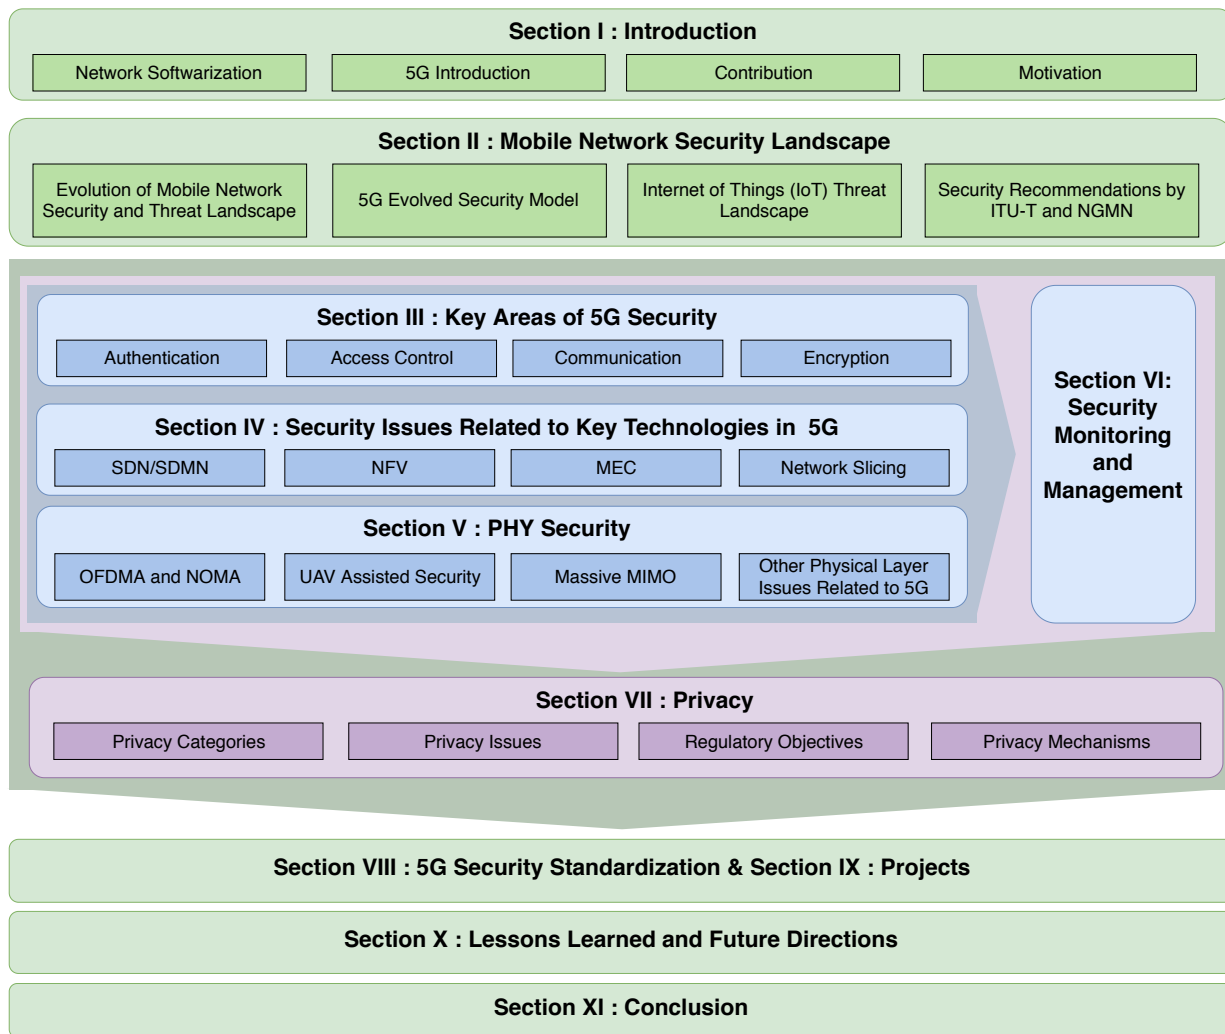 Section I : Introduction
Network Softwarization
5G Introduction
Contribution
Motivation
Section II : Mobile Network Security Landscape
Evolution of Mobile Network
Security and Threat Landscape
5G Evolved Security Model
Internet of Things (IoT) Threat
Landscape
Security Recommendations by
ITU-T and NGMN
Section III : Key Areas of 5G Security
Authentication
Access Control
Communication
Encryption
Section IV : Security Issues Related to Key Technologies in 5G
SDN/SDMN
NFV
MEC
Network Slicing
Section V : PHY Security
OFDMA and NOMA
UAV Assisted Security
Massive MIMO
Other Physical Layer
Issues Related to 5G
Section VI:
Security
Monitoring
and
Management
Section VII : Privacy
Privacy Categories
Privacy Issues
Regulatory Objectives
Privacy Mechanisms
Section VIII : 5G Security Standardization & Section IX : Projects
Section X : Lessons Learned and Future Directions
Section XI : Conclusion